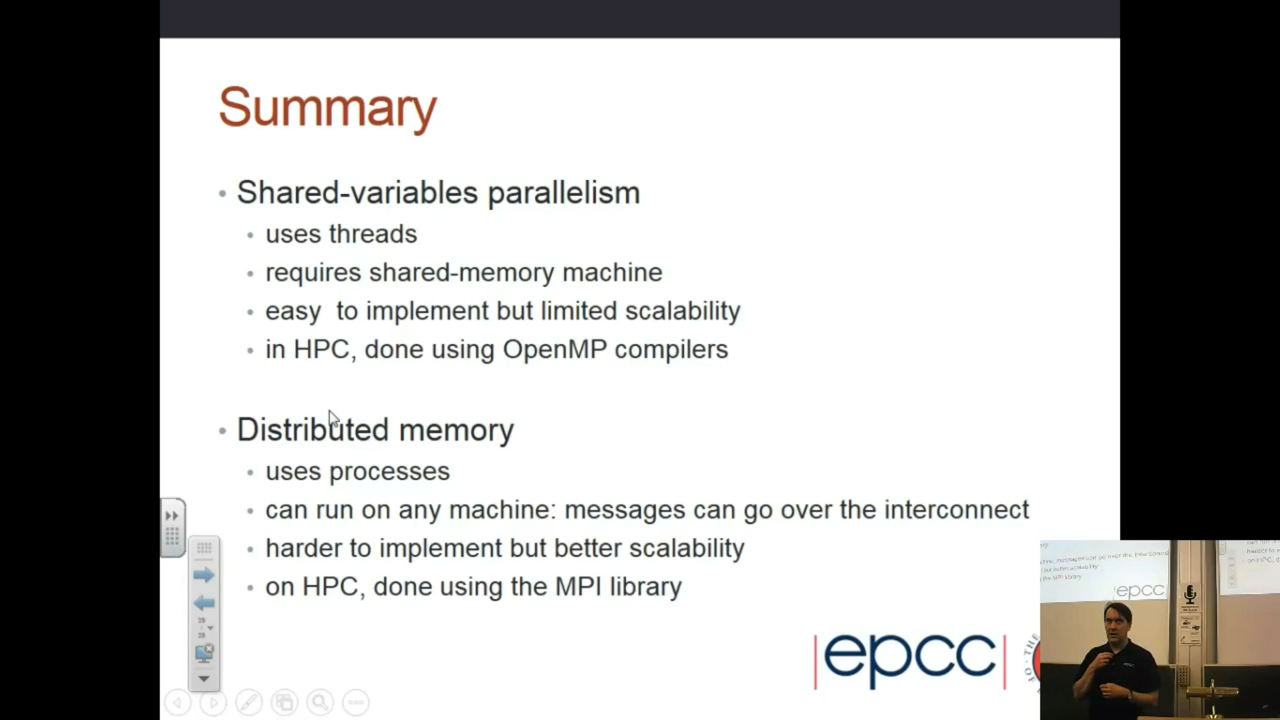 Summary
• Shared-variables parallelism
• uses threads
• requires shared-memory machine
• easy  to implement but limited scalability
• in HPC, done using OpenMP compilers
• Distributed memory
• uses processes
• can run on any machine: messages can go over the interconnect
• harder to implement but better scalability
• on HPC, done using the MPI library
epcc
epcc